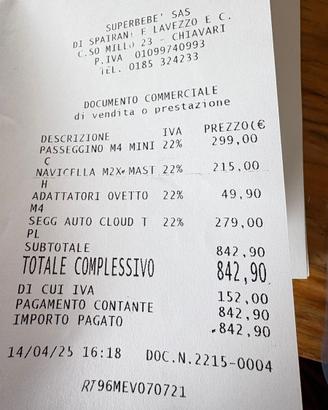 SUPERBEBE' SAS
DI SPATRAN E LAVEZZO E C.
C.SO MILLO 23 - CHIAVARI
P.IVA 01099740993
TEL. 0185 324233
DOCUMENTO COMMERCIALE
di vendita o prestazione
DESCRIZIONE IVA PREZZO(€
PASSEGGINO M4 MINI 22% 299,00
C
NAVICELLA M2X MAST 22% 215,00
H
ADATTATORI OVETTO 22% 49,90
M4
SEGG AUTO CLOUD T 22% 279,00
PL
SUBTOTALE 842,90
TOTALE COMPLESSIVO 842,90
DI CUI IVA 152,00
PAGAMENTO CONTANTE 842,90
IMPORTO PAGATO 842,90
14/04/25 16:18 DOC.N.2215-0004
RT96MEV070721